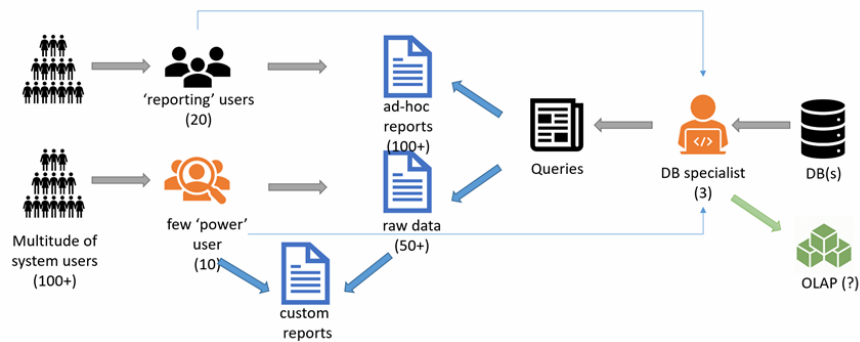 'reporting' users
(20)
ad-hoc
reports
(100+)
Queries
DB specialist
(3)
DB(s)
Multitude of
system users
(100+)
few 'power'
user
(10)
raw data
(50+)
custom
reports
OLAP (?)